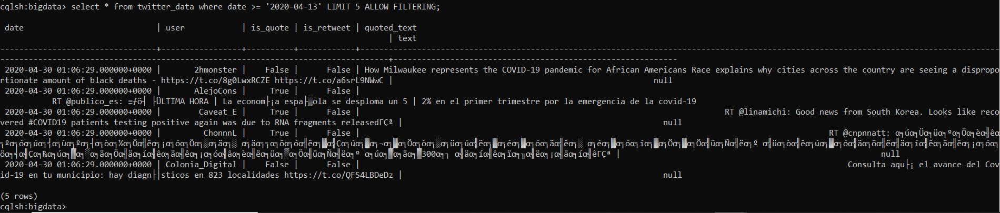 cqlsh:bigdata> select * from twitter_data where date >= '2020-04-13' LIMIT 5 ALLOW FILTERING;
date | user | is_quote | is_retweet | quoted_text
| text
2020-04-30 01:06:29.000000+0000 | 2hmonster | False | False | How Milwaukee represents the COVID-19 pandemic for African Americans Race explains why cities across the country are seeing a dispropo
rtionate amount of black deaths - https://t.co/8g0LwxRCZE https://t.co/a6srL9NWwC | null
2020-04-30 01:06:29.000000+0000 | AlejoCons | True | False |
RT @publico_es: ≡ƒö┤ ├ÜLTIMA HORA | La econom├¡a espa├▒ola se desploma un 5 | 2% en el primer trimestre por la emergencia de la covid-19
2020-04-30 01:06:29.000000+0000 | Caveat_E | True | False | RT @linamichi: Good news from South Korea. Looks like reco
vered #COVID19 patients testing positive again was due to RNA fragments releasedΓÇª | null
2020-04-30 01:06:29.000000+0000 | ChonnnL | True | False | RT @cnpnnatt:
300
ΓÇª | null
2020-04-30 01:06:29.000000+0000 | Colonia_Digital | False | False | Consulta aqu├¡ el avance del Cov
id-19 en tu municipio: hay diagn├│sticos en 823 localidades https://t.co/QFS4LBDeDz | null
(5 rows)
cqlsh:bigdata>